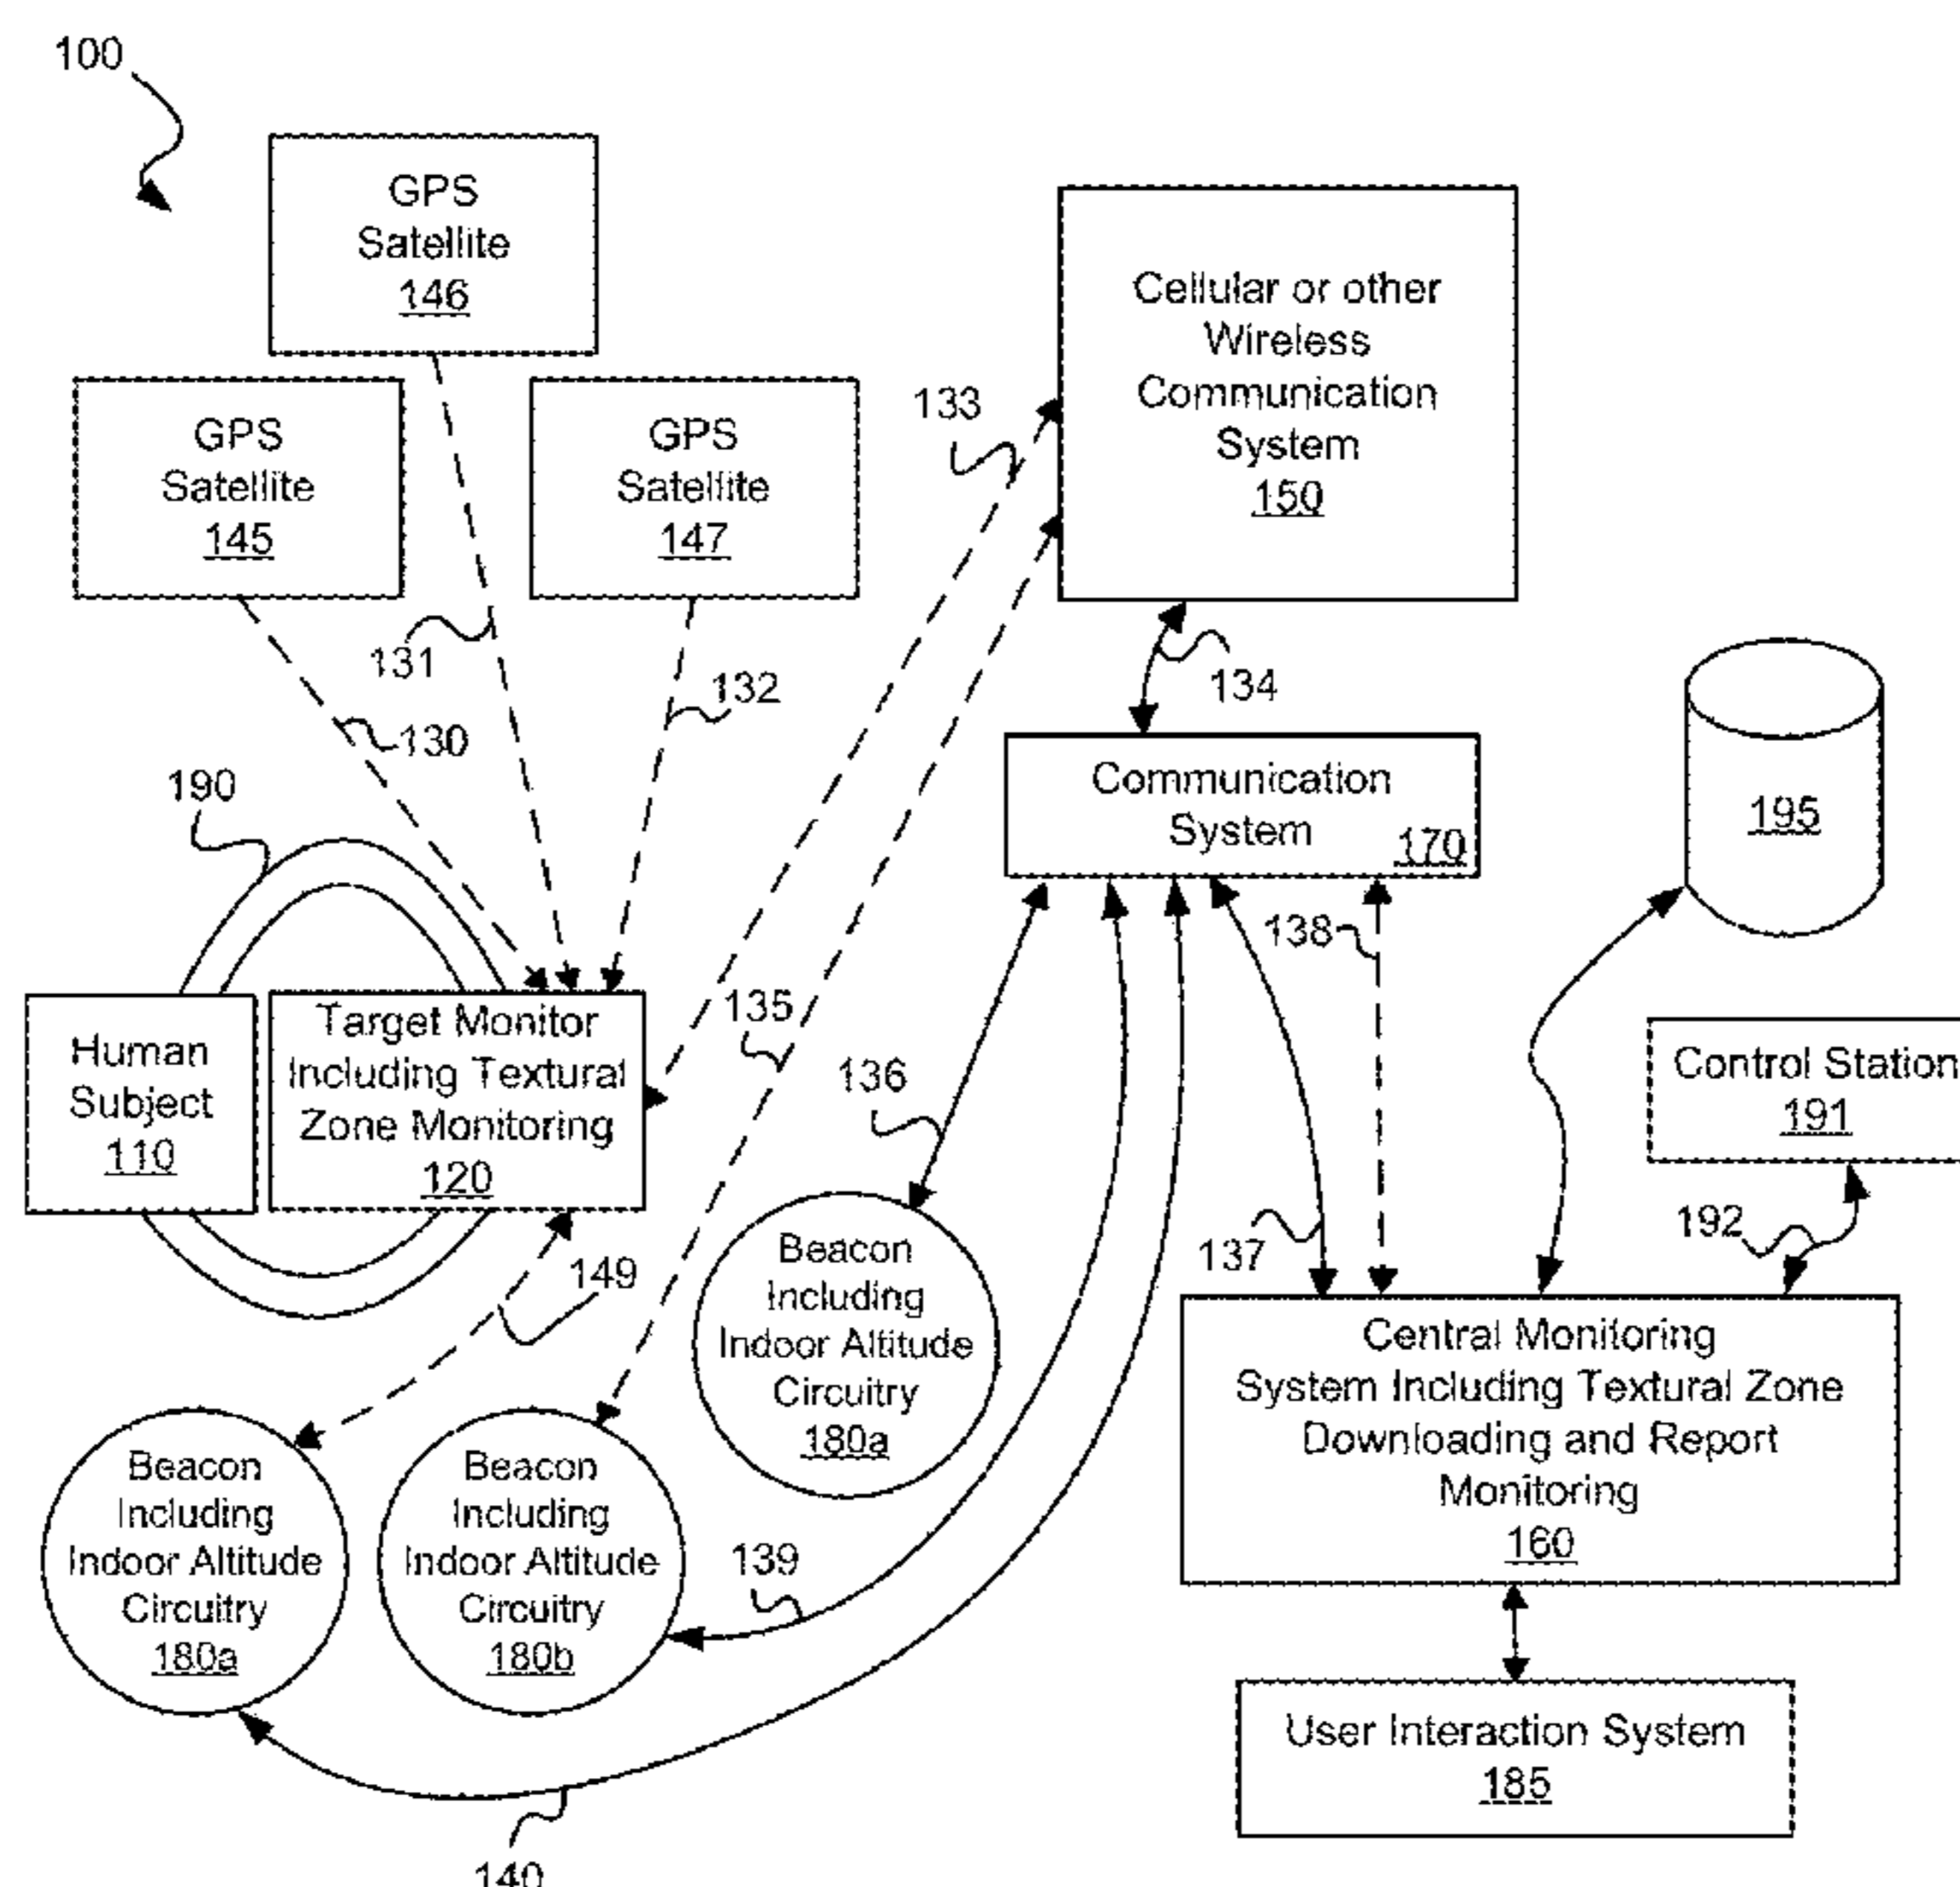 100
GPS
Satellite
146
GPS
Satellite
145
GPS
Satellite
147
Cellular or other
Wireless
Communication
System
150
133
131
132
130
134
190
Communication
System
170
195
138
Human
Subject
110
Target Monitor
Including Textural
Zone Monitoring
120
135
136
Control Station
191
192
137
149
Beacon
Including
Indoor Altitude
Circuitry
180a
Central Monitoring
System Including Textural Zone
Downloading and Report
Monitoring
160
Beacon
Including
Indoor Altitude
Circuitry
180a
Beacon
Including
Indoor Altitude
Circuitry
180b
139
User Interaction System
185
140